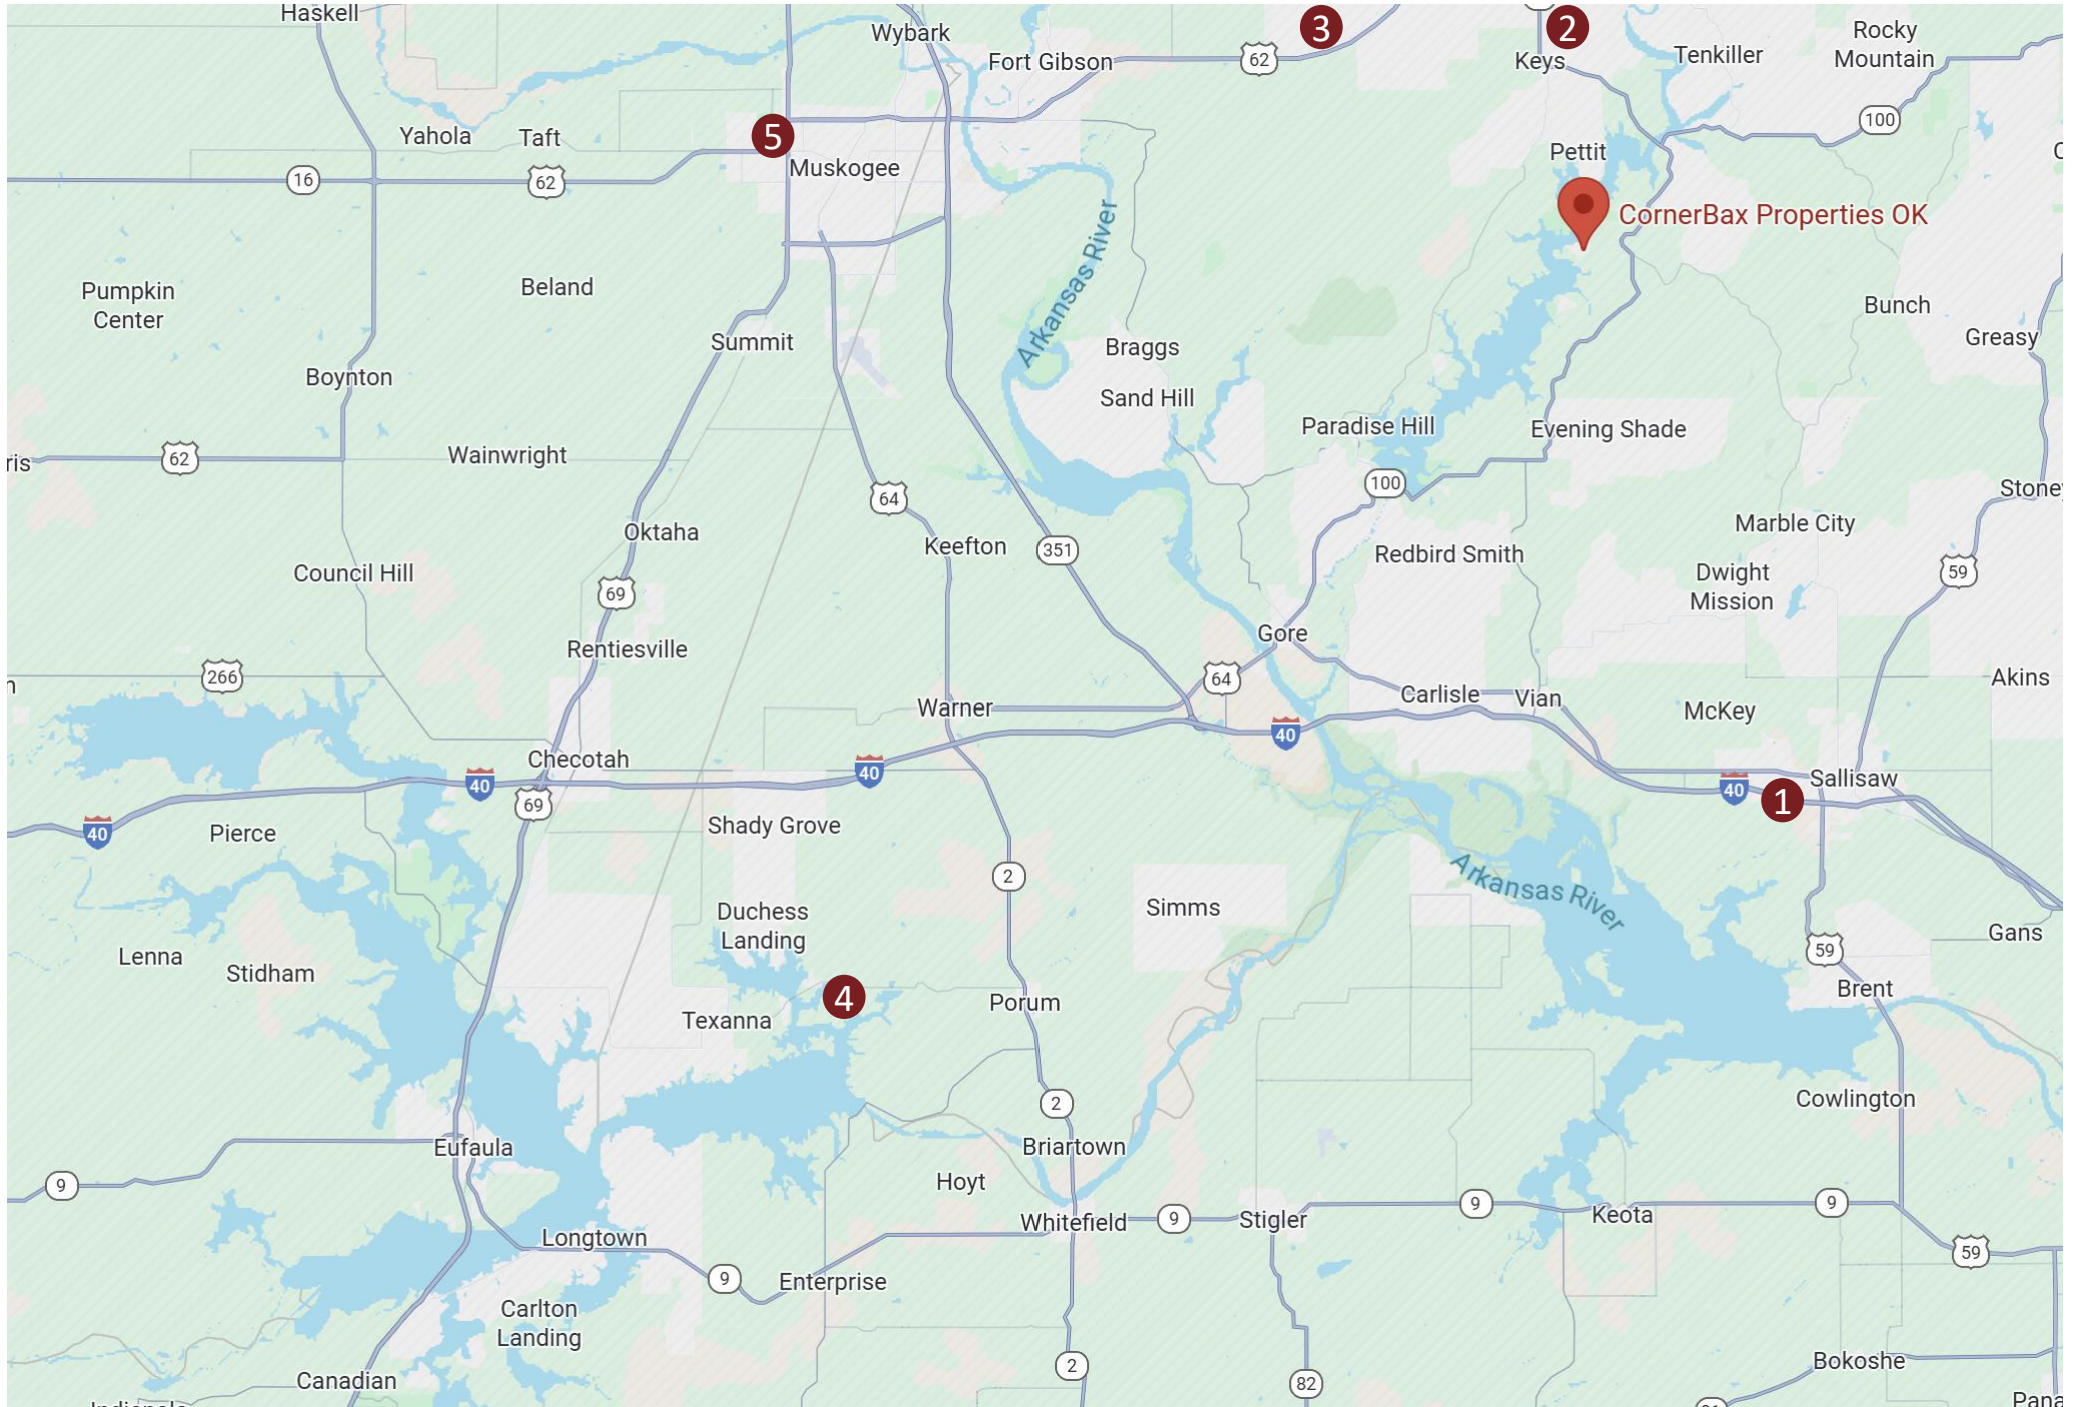 Haskell
Wybark
3
2
Rocky
Mountain
Fort Gibson
62
Keys
Tenkiller
100
Yahola
Taft
5
Muskogee
Pettit
16
62
CornerBax Properties OK
Arkansas River
Pumpkin
Center
Beland
Bunch
Summit
Braggs
Greasy
Boynton
Sand Hill
Paradise Hill
Evening Shade
62
Wainwright
100
64
Oktaha
Keefton
351
Marble City
Redbird Smith
Council Hill
Dwight
Mission
59
69
Gore
Rentiesville
266
64
Akins
Warner
Carlisle
Vian
McKey
40
Checotah
40
40
69
40
1
Sallisaw
40
Pierce
Shady Grove
2
Arkansas River
Duchess
Landing
Simms
Gans
59
Lenna
Stidham
4
Porum
Brent
Texanna
2
Cowlington
Eufaula
Briartown
9
Hoyt
Whitefield
9
Stigler
9
Keota
9
Longtown
9
Enterprise
59
Carlton
Landing
2
Bokoshe
Canadian
82